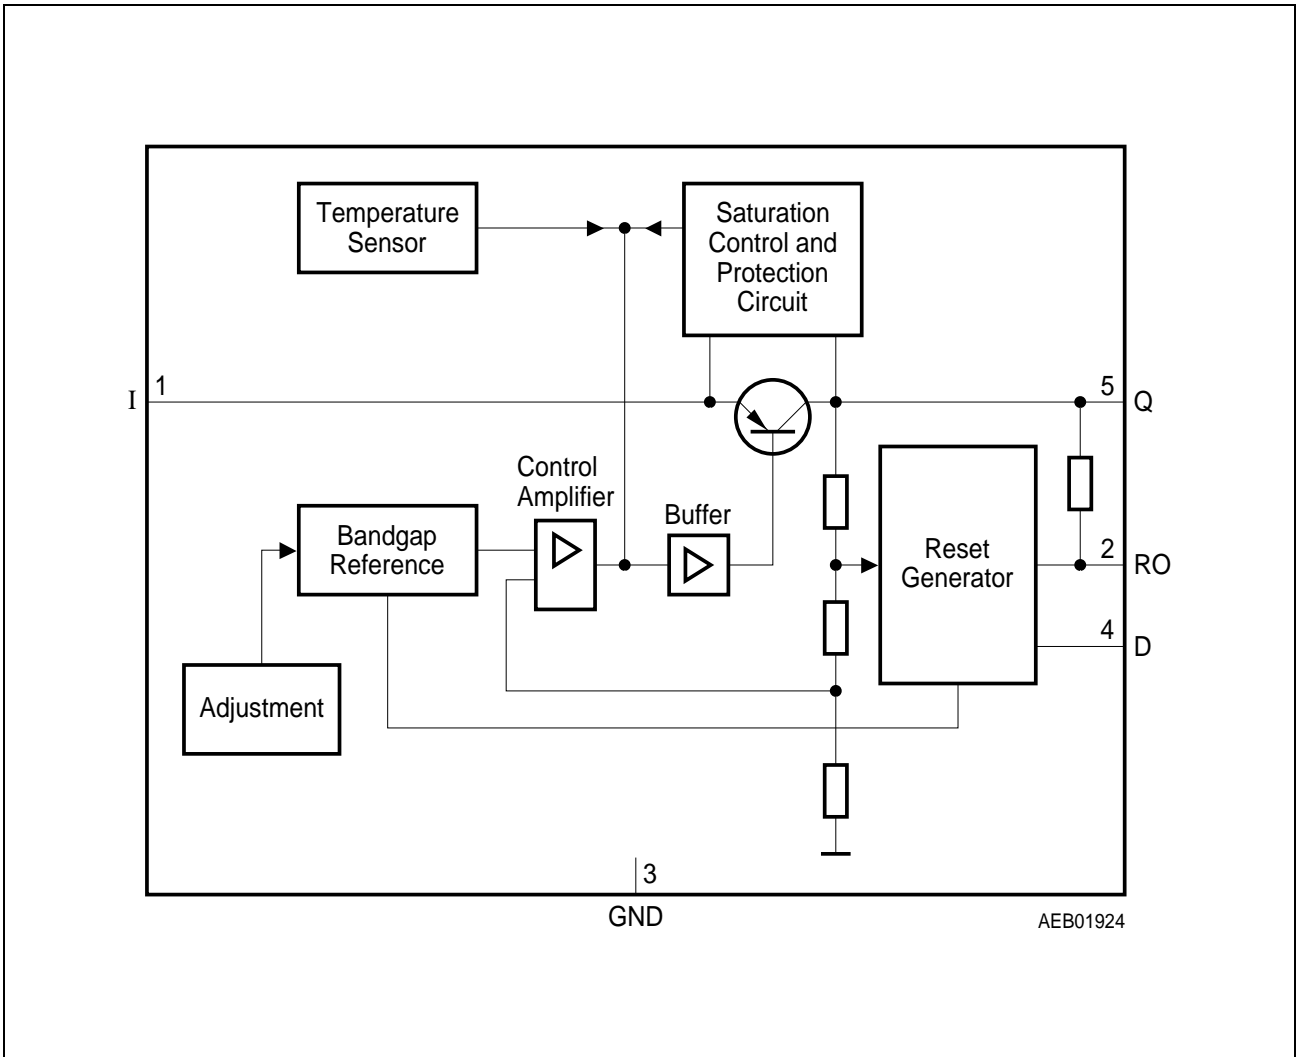 Temperature
Sensor
Saturation
Control and
Protection
Circuit
I
1
5
Q
Control
Amplifier
Buffer
Bandgap
Reference
Reset
Generator
2
RO
4
D
Adjustment
3
GND
AEB01924